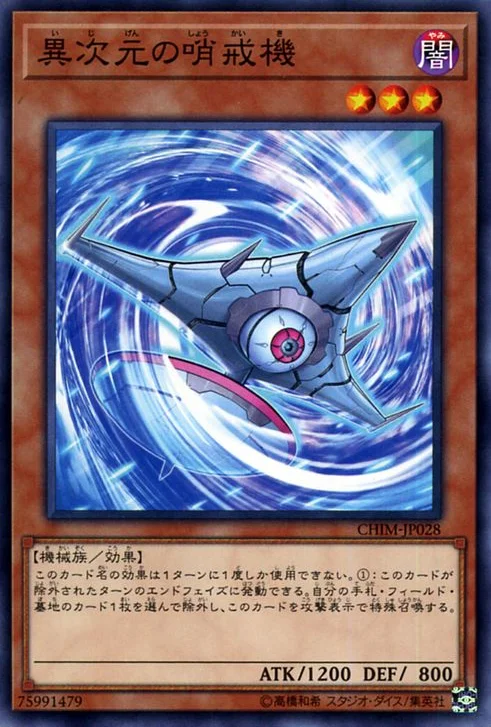 異次元の哨戒機
闇
CHIM-JP028
【機械族／効果】
このカード名の効果は1ターンに1度しか使用できない。①：このカードが
除外されたターンのエンドフェイズに発動できる。自分の手札・フィールド・
墓地のカード1枚を選んで除外し、このカードを攻撃表示で特殊召喚する。
ATK/1200 DEF/ 800
75991479
©高橋和希 スタジオ・ダイス/集英社